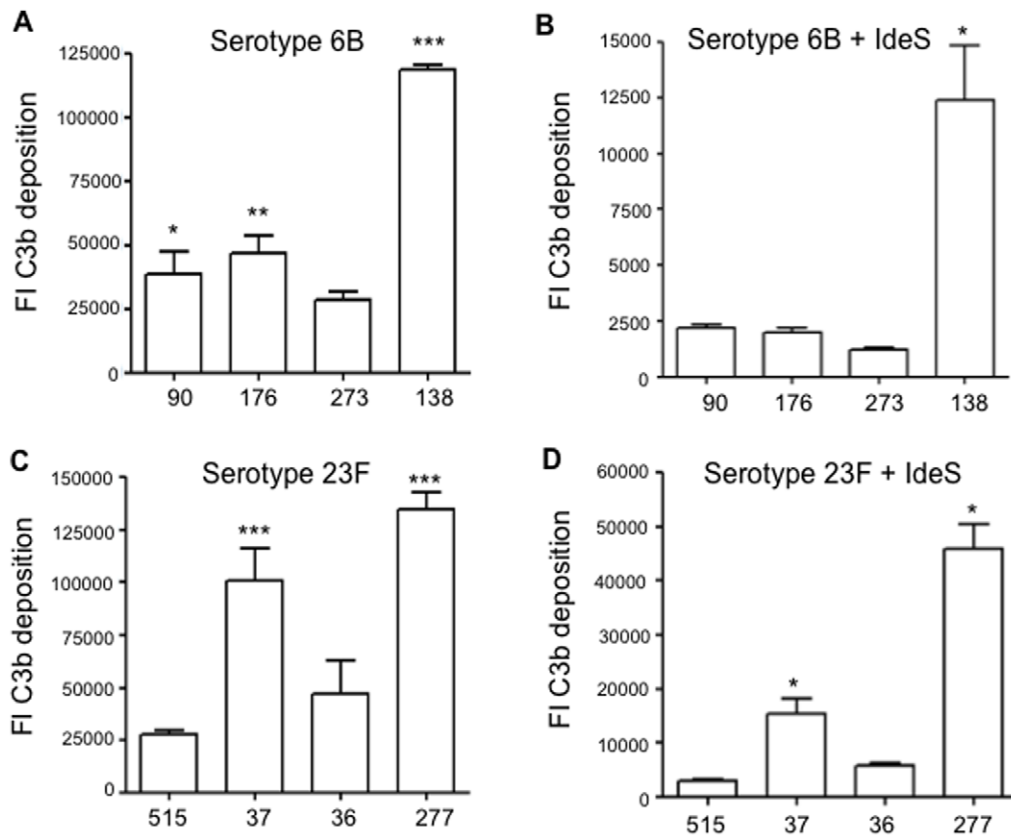 A
Serotype 6B
FI C3b deposition
125000
100000
75000
50000
25000
0
*
**
***
90 176 273 138
B
Serotype 6B + IdeS
FI C3b deposition
15000
12500
10000
7500
5000
2500
0
*
90 176 273 138
C
Serotype 23F
FI C3b deposition
150000
125000
100000
75000
50000
25000
0
***
***
515 37 36 277
D
Serotype 23F + IdeS
FI C3b deposition
60000
50000
40000
30000
20000
10000
0
*
*
515 37 36 277